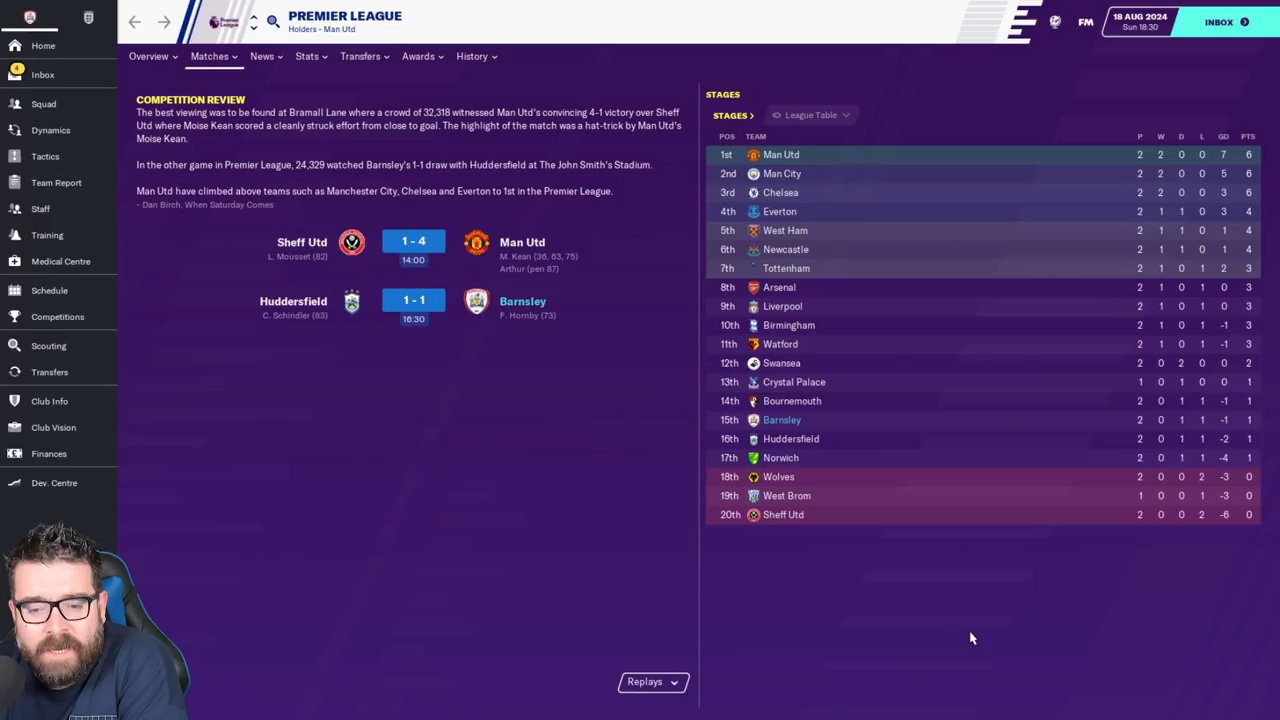 PREMIER LEAGUE
Holders - Man Utd
FM
18 AUG 2024
Sun 18:30
INBOX
Overview
Matches
News
Stats
Transfers
Awards
History
Home
4
Inbox
Squad
Dynamics
Tactics
Team Report
Staff
Training
Medical Centre
Schedule
Competitions
Scouting
Transfers
Club Info
Club Vision
Finances
Dev. Centre
COMPETITION REVIEW
The best viewing was to be found at Bramall Lane where a crowd of 32,318 witnessed Man Utd's convincing 4-1 victory over Sheff
Utd where Moise Kean scored a cleanly struck effort from close to goal. The highlight of the match was a hat-trick by Man Utd's
Moise Kean.
In the other game in Premier League, 24,329 watched Barnsley's 1-1 draw with Huddersfield at The John Smith's Stadium.
Man Utd have climbed above teams such as Manchester City, Chelsea and Everton to 1st in the Premier League.
- Dan Birch, When Saturday Comes
Sheff Utd 1 - 4 Man Utd
L. Mousset (82) 14:00 M. Kean (36, 63, 75)
Arthur (pen 87)
Huddersfield 1 - 1 Barnsley
C. Schindler (83) 16:30 F. Hornby (73)
Replays
STAGES
STAGES > League Table
POS TEAM P W D L GD PTS
1st Man Utd 2 2 0 0 7 6
2nd Man City 2 2 0 0 5 6
3rd Chelsea 2 2 0 0 3 6
4th Everton 2 1 1 0 3 4
5th West Ham 2 1 1 0 1 4
6th Newcastle 2 1 1 0 1 4
7th Tottenham 2 1 0 1 2 3
8th Arsenal 2 1 0 1 0 3
9th Liverpool 2 1 0 1 0 3
10th Birmingham 2 1 0 1 -1 3
11th Watford 2 1 0 1 -1 3
12th Swansea 2 0 2 0 0 2
13th Crystal Palace 1 0 1 0 0 1
14th Bournemouth 2 0 1 1 -1 1
15th Barnsley 2 0 1 1 -1 1
16th Huddersfield 2 0 1 1 -2 1
17th Norwich 2 0 1 1 -4 1
18th Wolves 2 0 0 2 -3 0
19th West Brom 1 0 0 1 -3 0
20th Sheff Utd 2 0 0 2 -6 0